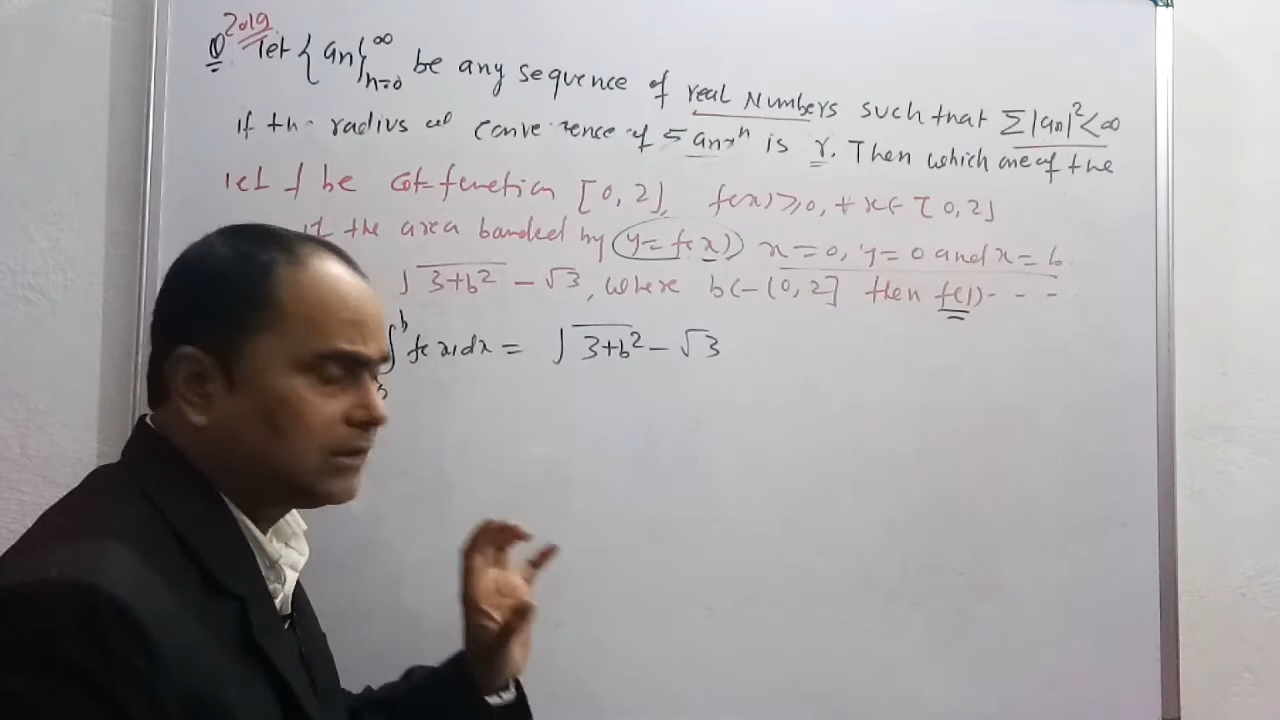 2019
Q Let {an}∞n=0 be any sequence of real Numbers such that Σ|an|²<∞
If the radius of convergence of Σ anxⁿ is r. Then which one of the
let f be function [0, 2], f(x)≥0, ∀ x∈ [0,2]
If the area banded by y=f(x) x=0, y=0 and x=b
√3+b² - √3, where b∈(0,2] then f(1)- - -
∫ᵇ f(x)dx = √3+b² - √3